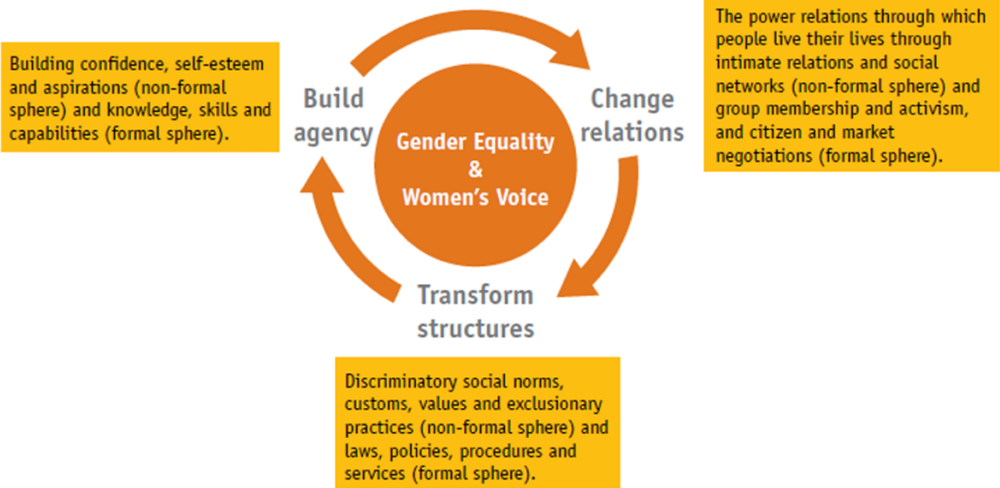 Building confidence, self-esteem
and aspirations (non-formal
sphere) and knowledge, skills and
capabilities (formal sphere).
Build
agency
Gender Equality
&
Women's Voice
Change
relations
The power relations through which
people live their lives through
intimate relations and social
networks (non-formal sphere) and
group membership and activism,
and citizen and market
negotiations (formal sphere).
Transform
structures
Discriminatory social norms,
customs, values and exclusionary
practices (non-formal sphere) and
laws, policies, procedures and
services (formal sphere).